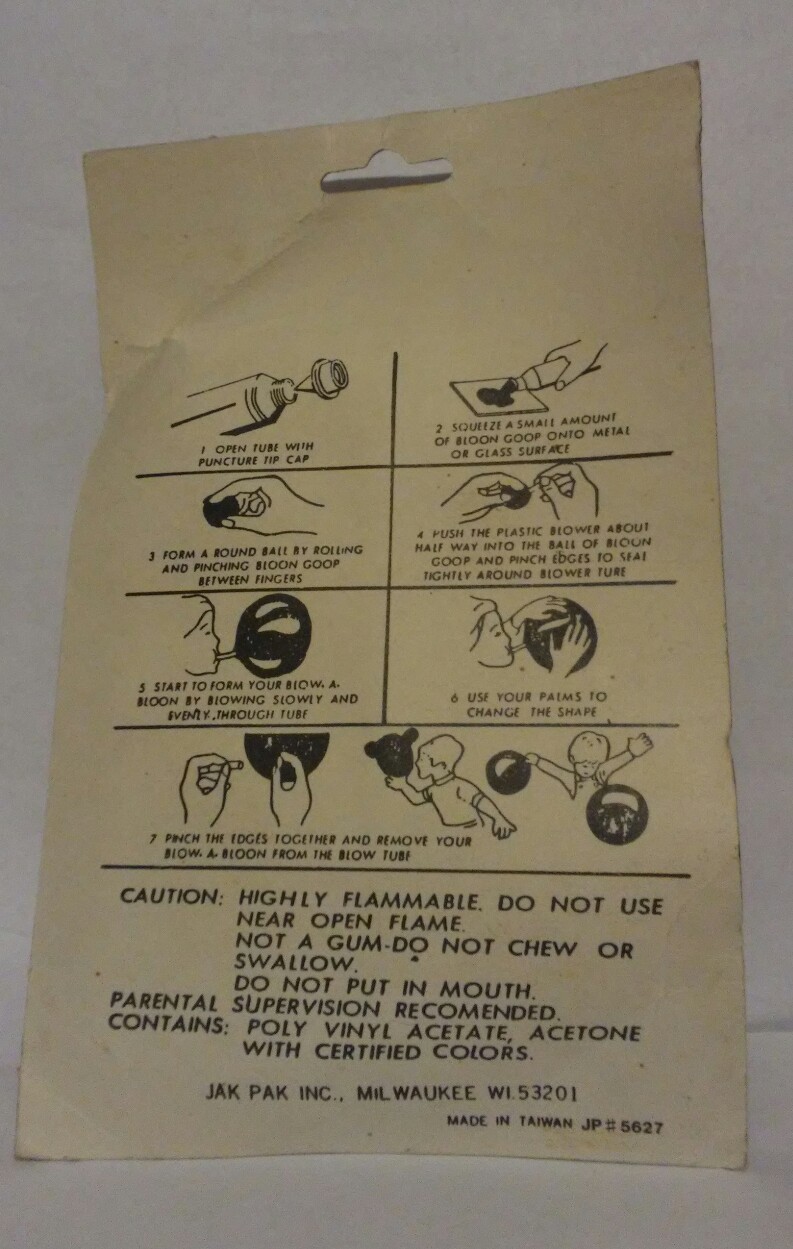 1 OPEN TUBE WITH
PUNCTURE TIP CAP
2 SQUEEZE A SMALL AMOUNT
OF BLOON GOOP ONTO METAL
OR GLASS SURFACE
3 FORM A ROUND BALL BY ROLLING
AND PINCHING BLOON GOOP
BETWEEN FINGERS
4 PUSH THE PLASTIC BLOWER ABOUT
HALF WAY INTO THE BALL OF BLOON
GOOP AND PINCH EDGES TO SEAL
TIGHTLY AROUND BLOWER TURE
5 START TO FORM YOUR BLOW. A.
BLOON BY BLOWING SLOWLY AND
EVENLY. THROUGH TUBE
6 USE YOUR PALMS TO
CHANGE THE SHAPE
7 PINCH THE EDGES TOGETHER AND REMOVE YOUR
BLOW. A. BLOON FROM THE BLOW TUBE
CAUTION: HIGHLY FLAMMABLE. DO NOT USE
NEAR OPEN FLAME.
NOT A GUM-DO NOT CHEW OR
SWALLOW.
DO NOT PUT IN MOUTH.
PARENTAL SUPERVISION RECOMENDED.
CONTAINS: POLY VINYL ACETATE, ACETONE
WITH CERTIFIED COLORS.
JAK PAK INC., MILWAUKEE WI.53201
MADE IN TAIWAN JP#5627